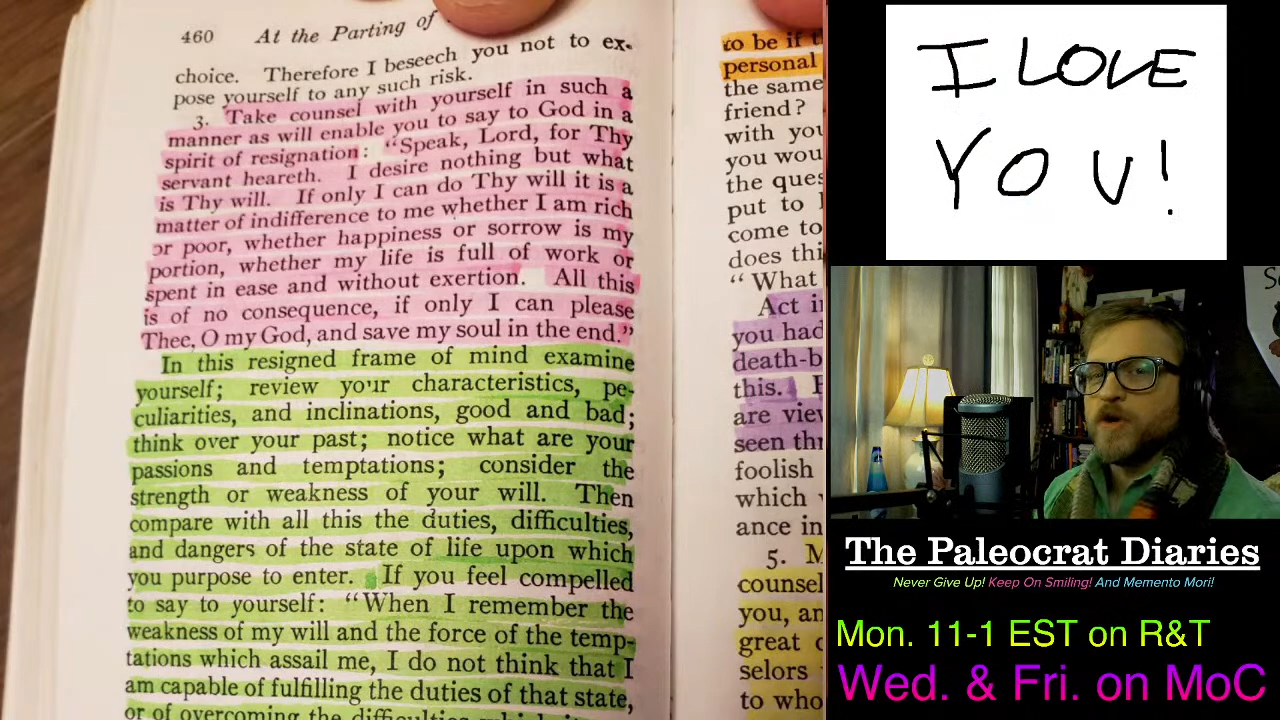 460 At the Parting of
choice. Therefore I beseech you not to ex-
pose yourself to any such risk.
3. Take counsel with yourself in such a
manner as will enable you to say to God in a
spirit of resignation: “Speak, Lord, for Thy
servant heareth. I desire nothing but what
is Thy will. If only I can do Thy will it is a
matter of indifference to me whether I am rich
or poor, whether happiness or sorrow is my
portion, whether my life is full of work or
spent in ease and without exertion. All this
is of no consequence, if only I can please
Thee, O my God, and save my soul in the end.”
In this resigned frame of mind examine
yourself; review your characteristics, pe-
culiarities, and inclinations, good and bad;
think over your past; notice what are your
passions and temptations; consider the
strength or weakness of your will. Then
compare with all this the duties, difficulties,
and dangers of the state of life upon which
you purpose to enter. If you feel compelled
to say to yourself: “When I remember the
weakness of my will and the force of the temp-
tations which assail me, I do not think that I
am capable of fulfilling the duties of that state,
or of overcoming the difficulties which
to be if
personal
the same
friend?
with you
you wou
the ques
put to
come to
does thi
“What
Act i
you had
death-b
this.
are vie
seen th
foolish
which
ance in
5.
counsel
you, an
great
selors
to who
I LOVE
YOU!
The Paleocrat Diaries
Never Give Up! Keep On Smiling! And Memento Mori!
Mon. 11-1 EST on R&T
Wed. & Fri. on MoC